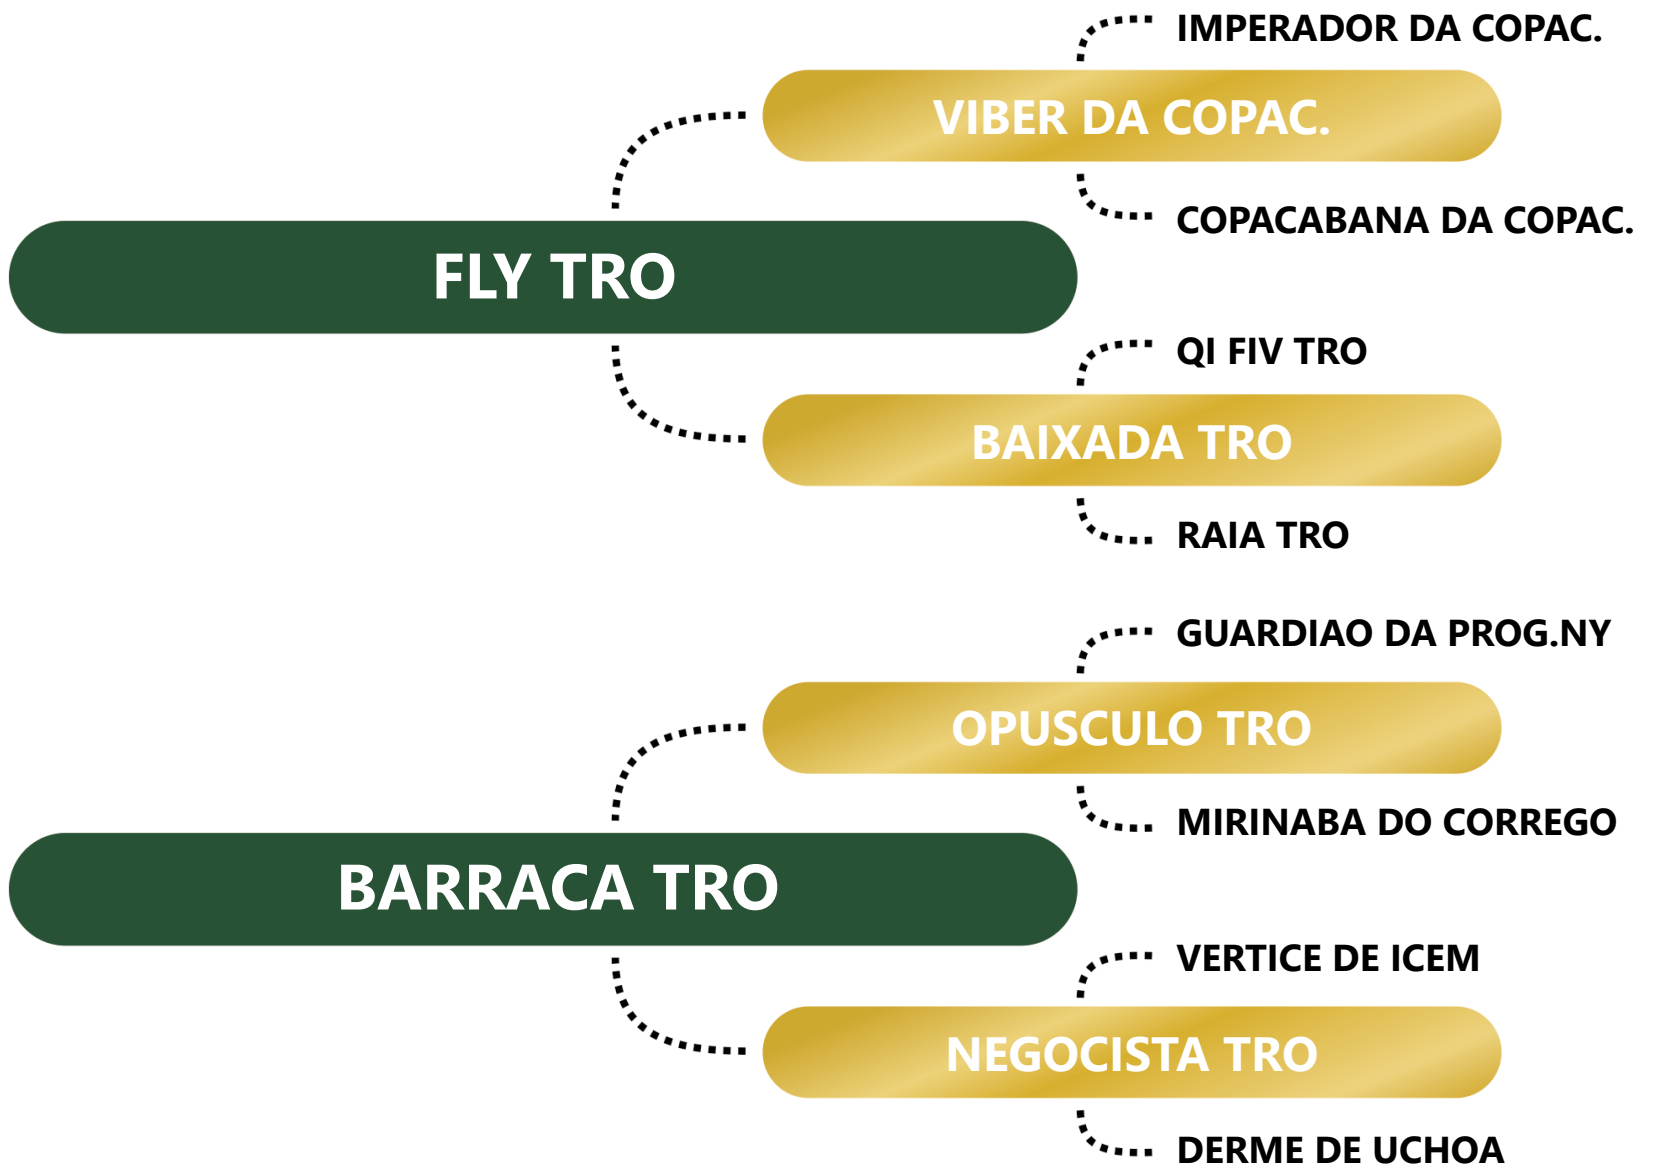 IMPERADOR DA COPAC.
VIBER DA COPAC.
COPACABANA DA COPAC.
FLY TRO
QI FIV TRO
BAIXADA TRO
RAIA TRO
GUARDIAO DA PROG.NY
OPUSCULO TRO
MIRINABA DO CORREGO
BARRACA TRO
VERTICE DE ICEM
NEGOCISTA TRO
DERME DE UCHOA